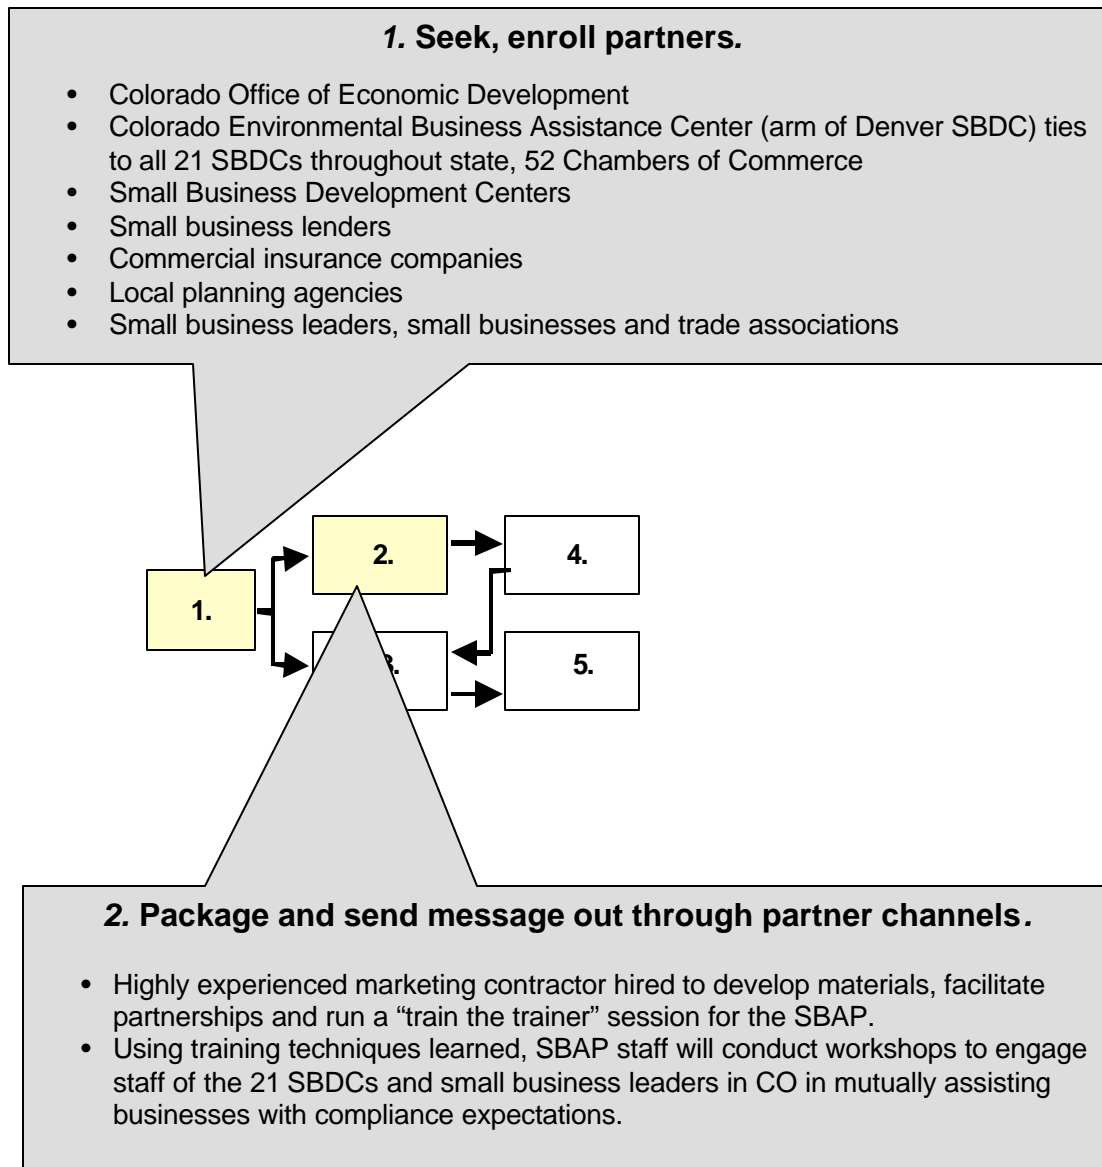 1. Seek, enroll partners.
• Colorado Office of Economic Development
• Colorado Environmental Business Assistance Center (arm of Denver SBDC) ties
to all 21 SBDCs throughout state, 52 Chambers of Commerce
• Small Business Development Centers
• Small business lenders
• Commercial insurance companies
• Local planning agencies
• Small business leaders, small businesses and trade associations
2.
4.
1.
3.
5.
2. Package and send message out through partner channels.
• Highly experienced marketing contractor hired to develop materials, facilitate
partnerships and run a “train the trainer” session for the SBAP.
• Using training techniques learned, SBAP staff will conduct workshops to engage
staff of the 21 SBDCs and small business leaders in CO in mutually assisting
businesses with compliance expectations.